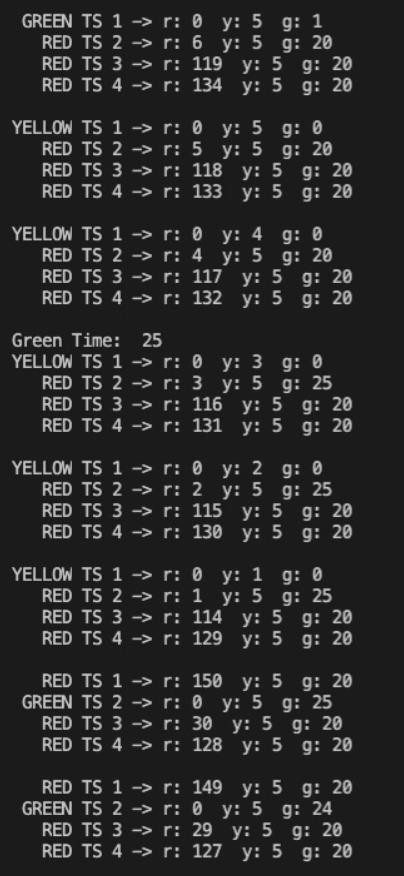 GREEN TS 1 -> r: 0 y: 5 g: 1
RED TS 2 -> r: 6 y: 5 g: 20
RED TS 3 -> r: 119 y: 5 g: 20
RED TS 4 -> r: 134 y: 5 g: 20
YELLOW TS 1 -> r: 0 y: 5 g: 0
RED TS 2 -> r: 5 y: 5 g: 20
RED TS 3 -> r: 118 y: 5 g: 20
RED TS 4 -> r: 133 y: 5 g: 20
YELLOW TS 1 -> r: 0 y: 4 g: 0
RED TS 2 -> r: 4 y: 5 g: 20
RED TS 3 -> r: 117 y: 5 g: 20
RED TS 4 -> r: 132 y: 5 g: 20
Green Time: 25
YELLOW TS 1 -> r: 0 y: 3 g: 0
RED TS 2 -> r: 3 y: 5 g: 25
RED TS 3 -> r: 116 y: 5 g: 20
RED TS 4 -> r: 131 y: 5 g: 20
YELLOW TS 1 -> r: 0 y: 2 g: 0
RED TS 2 -> r: 2 y: 5 g: 25
RED TS 3 -> r: 115 y: 5 g: 20
RED TS 4 -> r: 130 y: 5 g: 20
YELLOW TS 1 -> r: 0 y: 1 g: 0
RED TS 2 -> r: 1 y: 5 g: 25
RED TS 3 -> r: 114 y: 5 g: 20
RED TS 4 -> r: 129 y: 5 g: 20
RED TS 1 -> r: 150 y: 5 g: 20
GREEN TS 2 -> r: 0 y: 5 g: 25
RED TS 3 -> r: 30 y: 5 g: 20
RED TS 4 -> r: 128 y: 5 g: 20
RED TS 1 -> r: 149 y: 5 g: 20
GREEN TS 2 -> r: 0 y: 5 g: 24
RED TS 3 -> r: 29 y: 5 g: 20
RED TS 4 -> r: 127 y: 5 g: 20